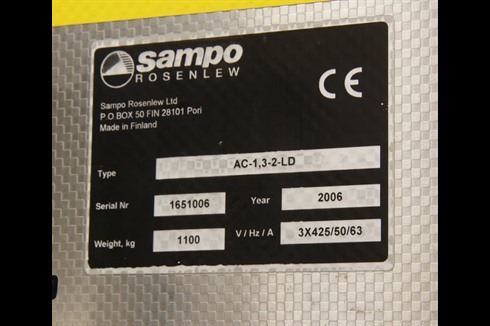 sampo
ROSENLEW
CE
Sampo Rosenlew Ltd
P.O.BOX 50 FIN 28101 Pori
Made in Finland
Type AC-1,3-2-LD
Serial Nr 1651006 Year 2006
Weight, kg 1100 V / Hz / A 3X425/50/63